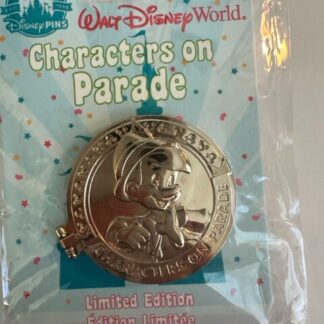 DISNEY PINS
WALT DISNEY World.
Characters on
Parade
CHARACTERS ON PARADE
Limited Edition
Édition Limitée